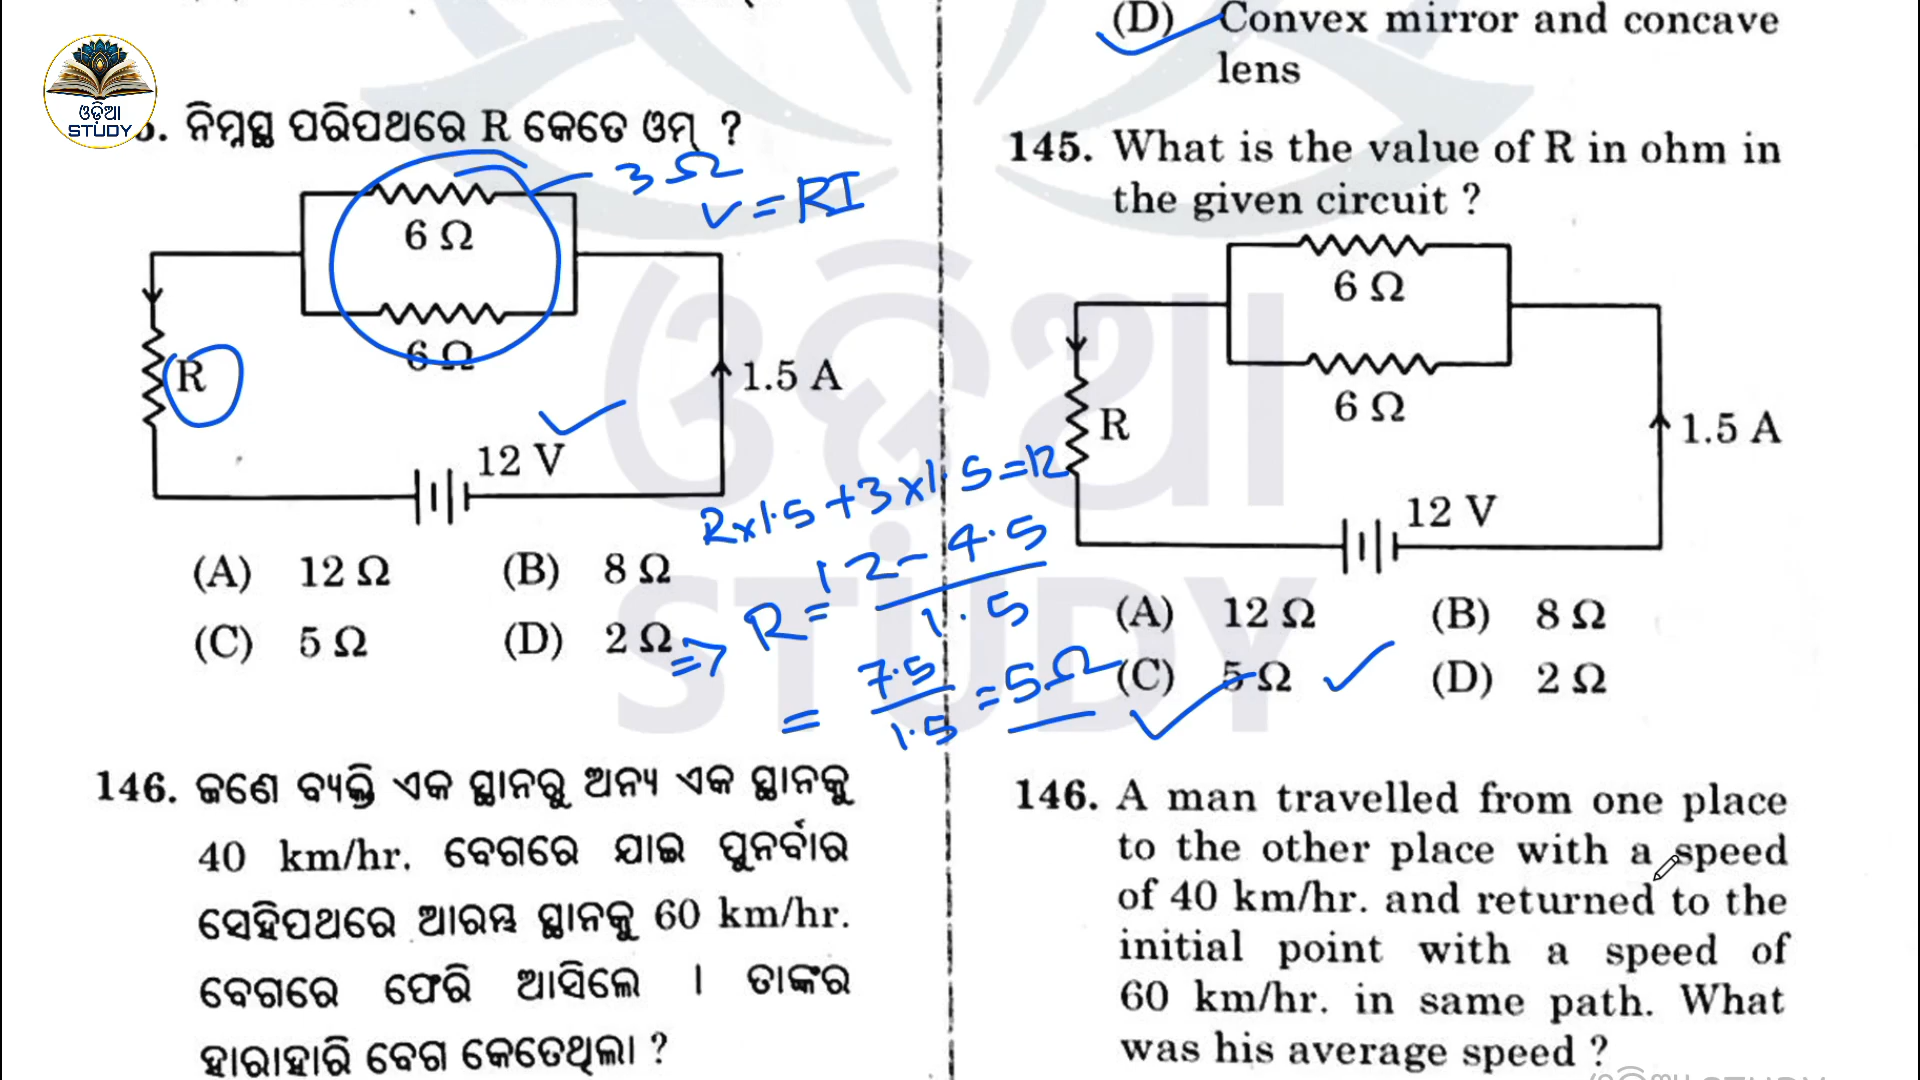 ଓଡ଼ିଆ
STUDY
ନିମ୍ନସ୍ଥ ପରିପଥରେ R କେତେ ଓମ୍ ?
6 Ω
6 Ω
R
1.5 A
12 V
3 Ω
V = RI
R×1.5 + 3×1.5 = 12
⇒ R = 12 - 4.5
1.5
= 7.5
1.5
= 5Ω
(A) 12 Ω (B) 8 Ω
(C) 5 Ω (D) 2 Ω
146. ଜଣେ ବ୍ୟକ୍ତି ଏକ ସ୍ଥାନରୁ ଅନ୍ୟ ଏକ ସ୍ଥାନକୁ
40 km/hr. ବେଗରେ ଯାଇ ପୁନର୍ବାର
ସେହିପଥରେ ଆରମ୍ଭ ସ୍ଥାନକୁ 60 km/hr.
ବେଗରେ ଫେରି ଆସିଲେ । ତାଙ୍କର
ହାରାହାରି ବେଗ କେତେଥିଲା ?
(D) Convex mirror and concave
lens
145. What is the value of R in ohm in
the given circuit ?
6 Ω
6 Ω
R
1.5 A
12 V
(A) 12 Ω (B) 8 Ω
(C) 5 Ω (D) 2 Ω
146. A man travelled from one place
to the other place with a speed
of 40 km/hr. and returned to the
initial point with a speed of
60 km/hr. in same path. What
was his average speed ?
ଓଡ଼ିଆ
STUDY